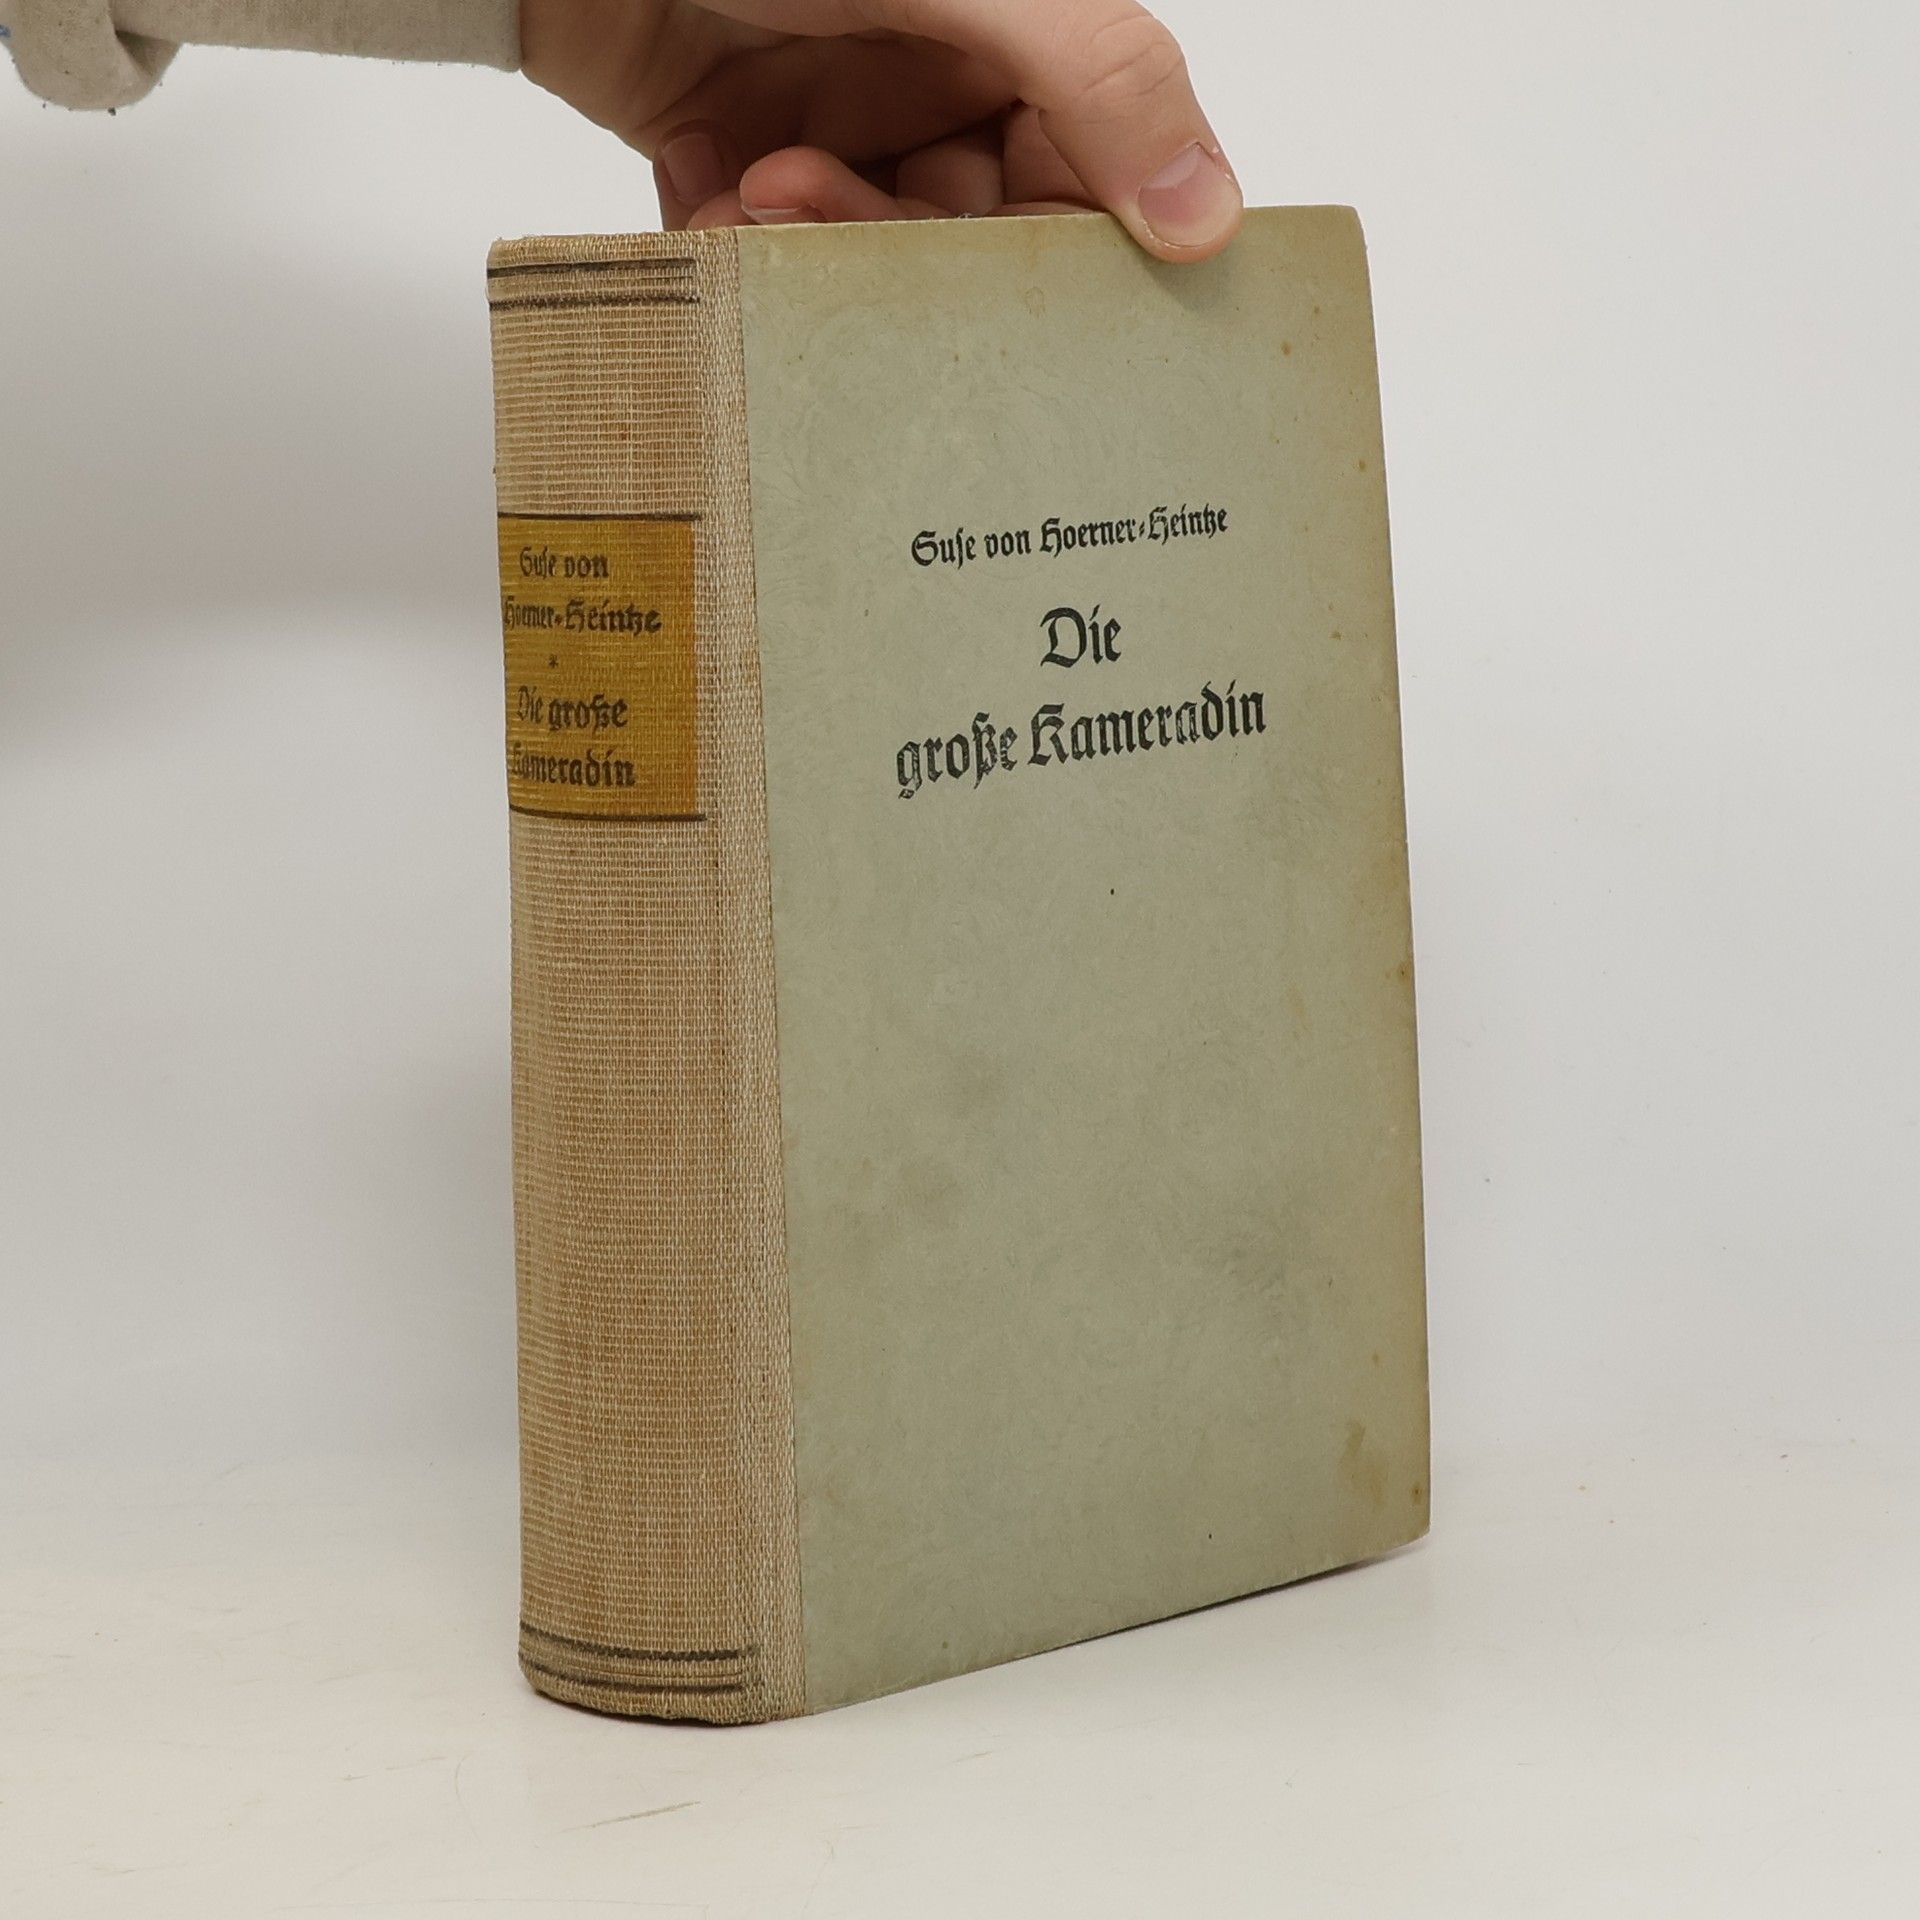 Suse von
Hoerner-Heintze
*
Die große
Kameradin
Suse von Hoerner-Heintze
Die
große Kameradin